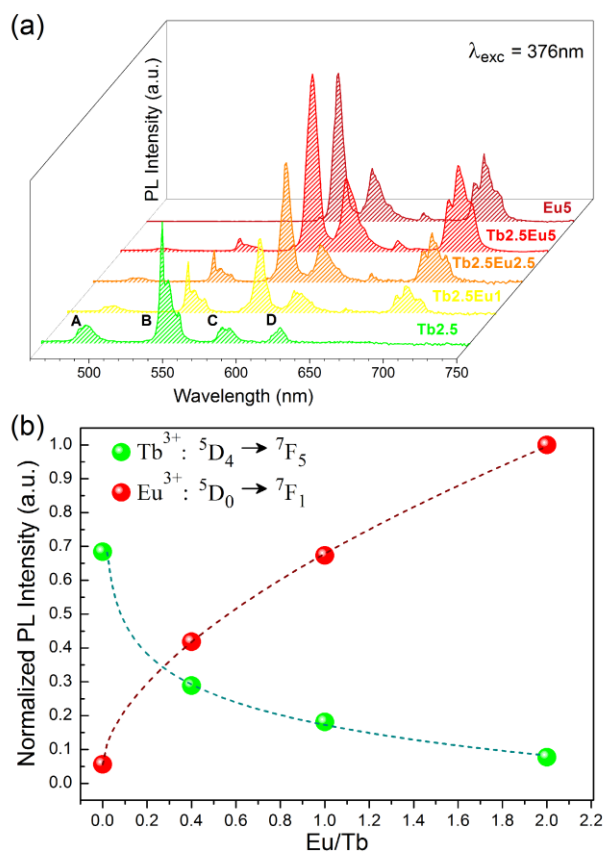 (a)
λexc = 376nm
PL Intensity (a.u.)
Eu5
Tb2.5Eu5
Tb2.5Eu2.5
Tb2.5Eu1
Tb2.5
A B C D
500 550 600 650 700 750
Wavelength (nm)
(b)
Tb³⁺: ⁵D₄ → ⁷F₅
Eu³⁺: ⁵D₀ → ⁷F₁
Normalized PL Intensity (a.u.)
1.0
0.9
0.8
0.7
0.6
0.5
0.4
0.3
0.2
0.1
0.0
0.0 0.2 0.4 0.6 0.8 1.0 1.2 1.4 1.6 1.8 2.0 2.2
Eu/Tb